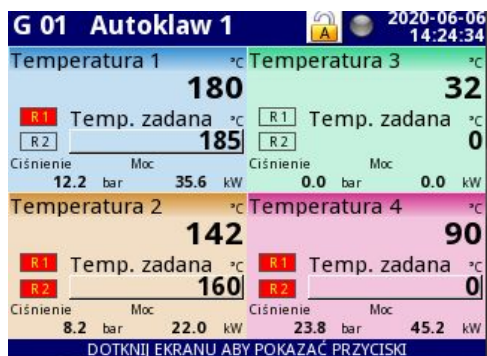 G 01 Autoklaw 1 A 2020-06-06
14:24:34
Temperatura 1 °C
180
R1 Temp. zadana °C
R2 185
Ciśnienie Moc
12.2 bar 35.6 kW
Temperatura 3 °C
32
R1 Temp. zadana °C
R2 0
Ciśnienie Moc
0.0 bar 0.0 kW
Temperatura 2 °C
142
R1 Temp. zadana °C
R2 160
Ciśnienie Moc
8.2 bar 22.0 kW
Temperatura 4 °C
90
R1 Temp. zadana °C
R2 0
Ciśnienie Moc
23.8 bar 45.2 kW
DOTKNIJ EKRANU ABY POKAZAĆ PRZYCISKI